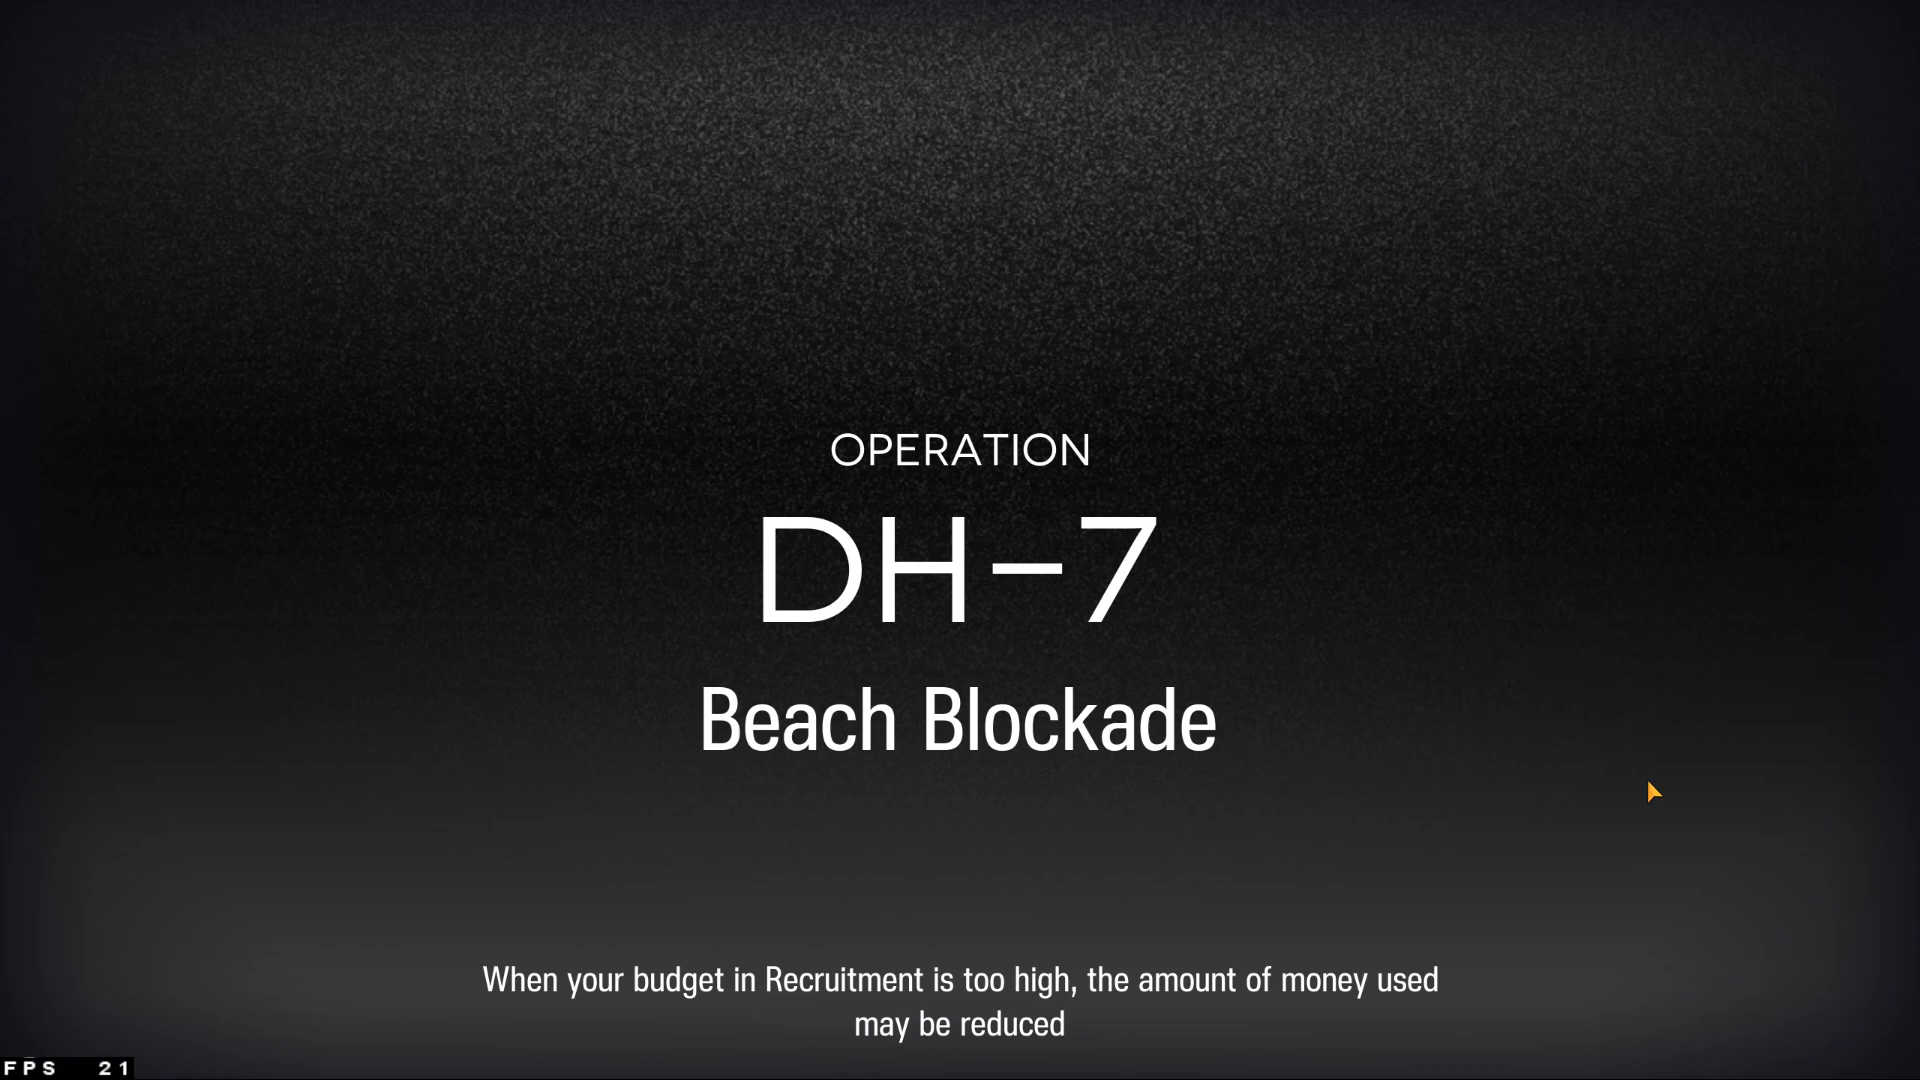 OPERATION
DH-7
Beach Blockade
When your budget in Recruitment is too high, the amount of money used
may be reduced
FPS 21